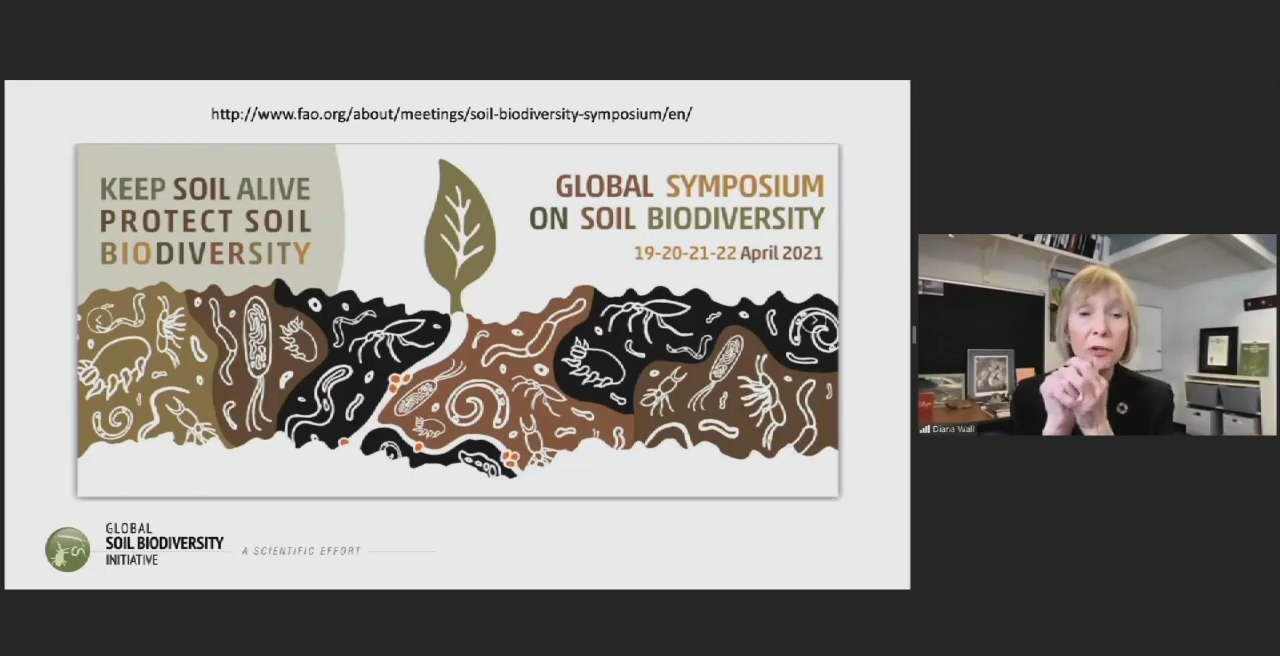 http://www.fao.org/about/meetings/soil-biodiversity-symposium/en/
KEEP SOIL ALIVE
PROTECT SOIL
BIODIVERSITY
GLOBAL SYMPOSIUM
ON SOIL BIODIVERSITY
19-20-21-22 April 2021
GLOBAL
SOIL BIODIVERSITY
INITIATIVE
A SCIENTIFIC EFFORT
Diana Wall